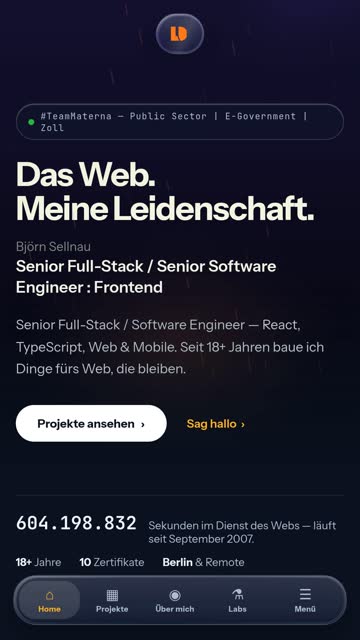 #TeamMaterna — Public Sector | E-Government |
Zoll
Das Web.
Meine Leidenschaft.
Björn Sellnau
Senior Full-Stack / Senior Software
Engineer : Frontend
Senior Full-Stack / Software Engineer — React,
TypeScript, Web & Mobile. Seit 18+ Jahren baue ich
Dinge fürs Web, die bleiben.
Projekte ansehen ›
Sag hallo ›
604.198.832 Sekunden im Dienst des Webs — läuft
seit September 2007.
18+ Jahre 10 Zertifikate Berlin & Remote
Home Projekte Über mich Labs Menü